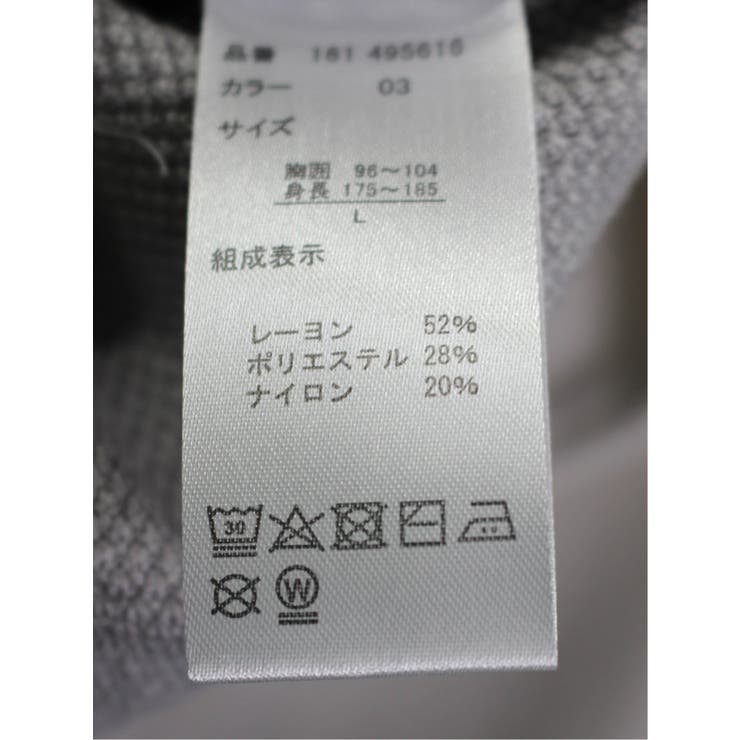 品番 161 495616
カラー 03
サイズ
胸囲 96～104
身長 175～185
L
組成表示
レーヨン 52%
ポリエステル 28%
ナイロン 20%
30
W